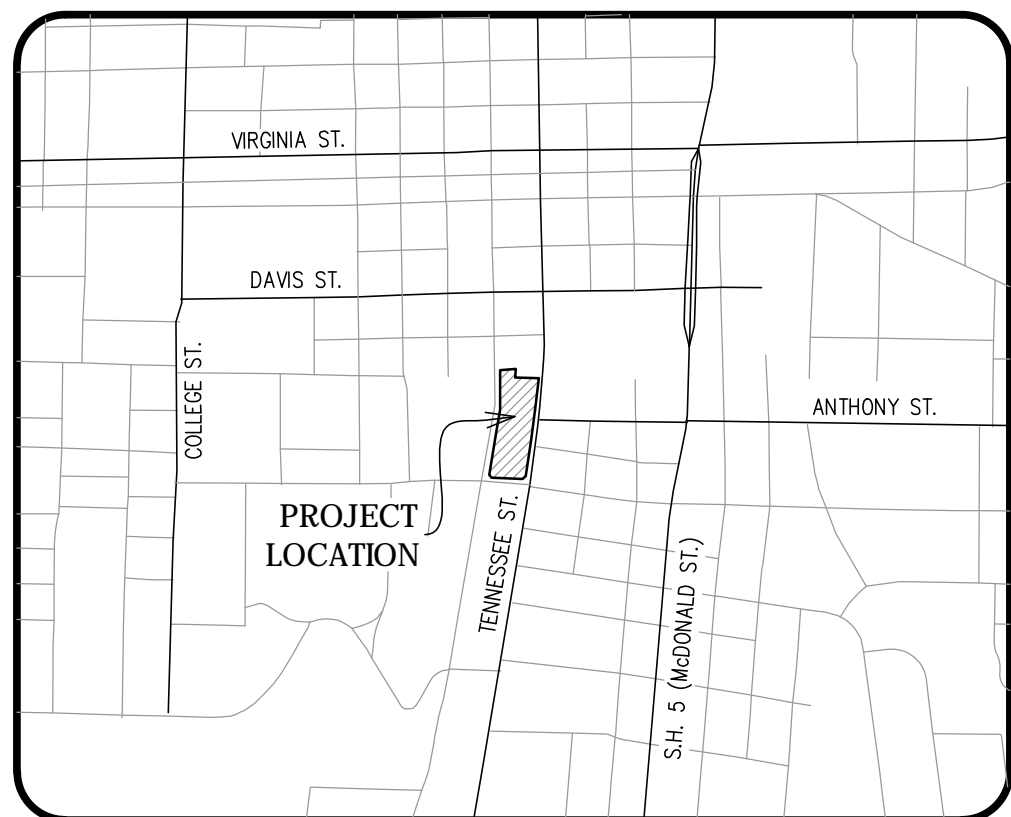 VIRGINIA ST.
DAVIS ST.
COLLEGE ST.
ANTHONY ST.
PROJECT
LOCATION
TENNESSEE ST.
S.H. 5 (McDONALD ST.)